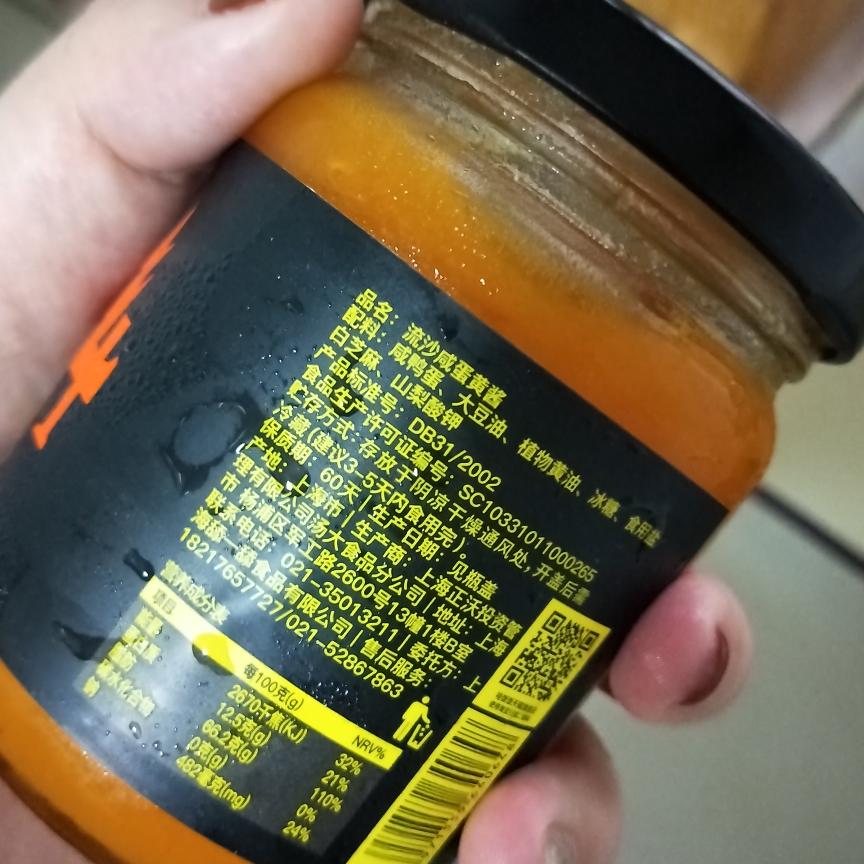 品名：流沙咸蛋黄酱
配料：咸鸭蛋、大豆油、植物黄油、冰糖、食用盐
白芝麻、山梨酸钾
产品标准号：DB31/2002
食品生产许可证编号：SC10331011000265
贮存方式：存放于阴凉干燥通风处，开盖后需
冷藏(建议3-5天内食用完)。
保质期：60天 | 生产日期：见瓶盖
产地：上海市 | 生产商：上海正沃投资管
理有限公司汤大食品分公司 | 地址：上海
市杨浦区军工路2600号13幢1楼B室
联系电话：021-35013211 | 委托方：上
食品有限公司 | 售后服务
18217657727/021-52867863
营养成分表
项目 每100克(g) NRV%
2670千焦(KJ) 32%
12.5克(g) 21%
66.4克(g) 110%
碳水化合物 0克(g) 0%
钠 482毫克(mg) 24%